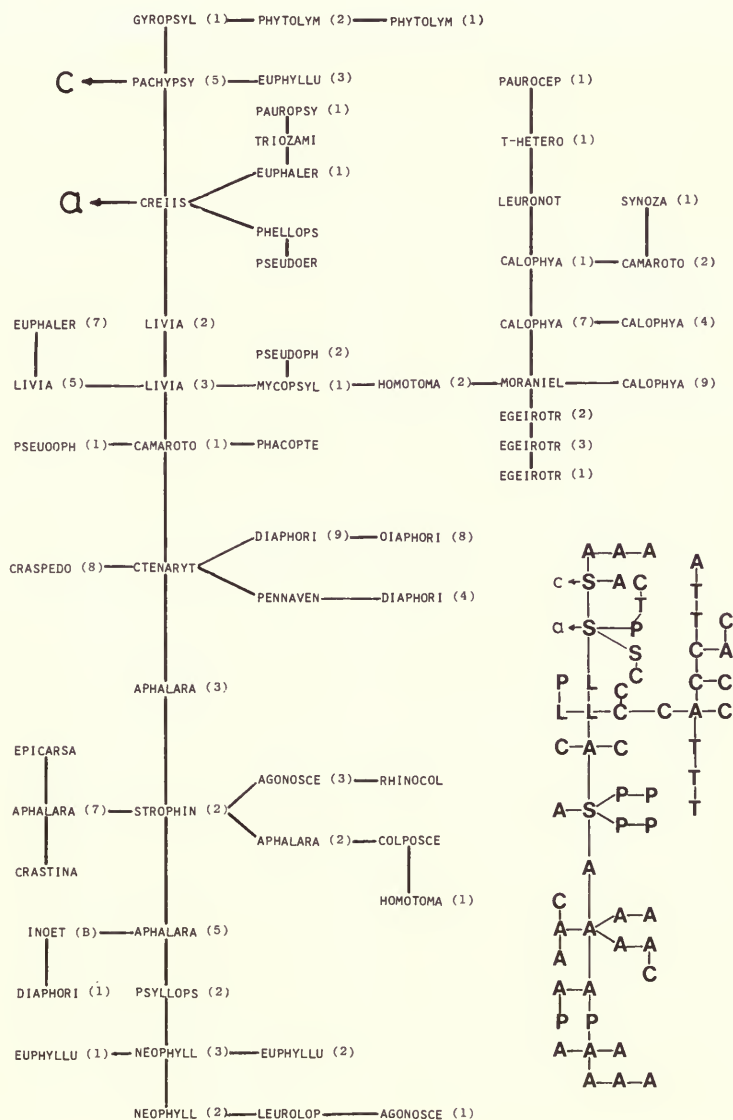 GYROPSYL (1) PHYTOLYM (2) PHYTOLYM (1)
C PACHYPSY (5) EUPHYLLU (3) PAUROCEP (1)
PAUROPSY (1)
TRIOZAMI T-HETERO (1)
EUPHALER (1)
a CREIIS LEURONOT SYNOZA (1)
PHELLOPS
PSEUDOER CALOPHYA (1) CAMAROTO (2)
EUPHALER (7) LIVIA (2) CALOPHYA (7) CALOPHYA (4)
PSEUDOPH (2)
LIVIA (5) LIVIA (3) MYCOPSYL (1) HOMOTOMA (2) MORANIEL CALOPHYA (9)
EGEIROTR (2)
PSEUOOPH (1) CAMAROTO (1) PHACOPTE EGEIROTR (3)
EGEIROTR (1)
DIAPHORI (9) OIAPHORI (8)
CRASPEDO (8) CTENARYT
PENNAVEN DIAPHORI (4)
APHALARA (3)
EPICARSA
AGONOSCE (3) RHINOCOL
APHALARA (7) STROPHIN (2)
APHALARA (2) COLPOSCE
CRASTINA
HOMOTOMA (1)
INOET (B) APHALARA (5)
DIAPHORI (1) PSYLLOPS (2)
EUPHYLLU (1) NEOPHYLL (3) EUPHYLLU (2)
NEOPHYLL (2) LEUROLOP AGONOSCE (1)
A A A
A
c S A C T
T T C
a S P
S C A
C
P L C C C
C
L L C C A C
C A C T
T
P P
A S T
P P
A
C
A A
A A
A A C
A
C
A A
P P
A A A
A A A